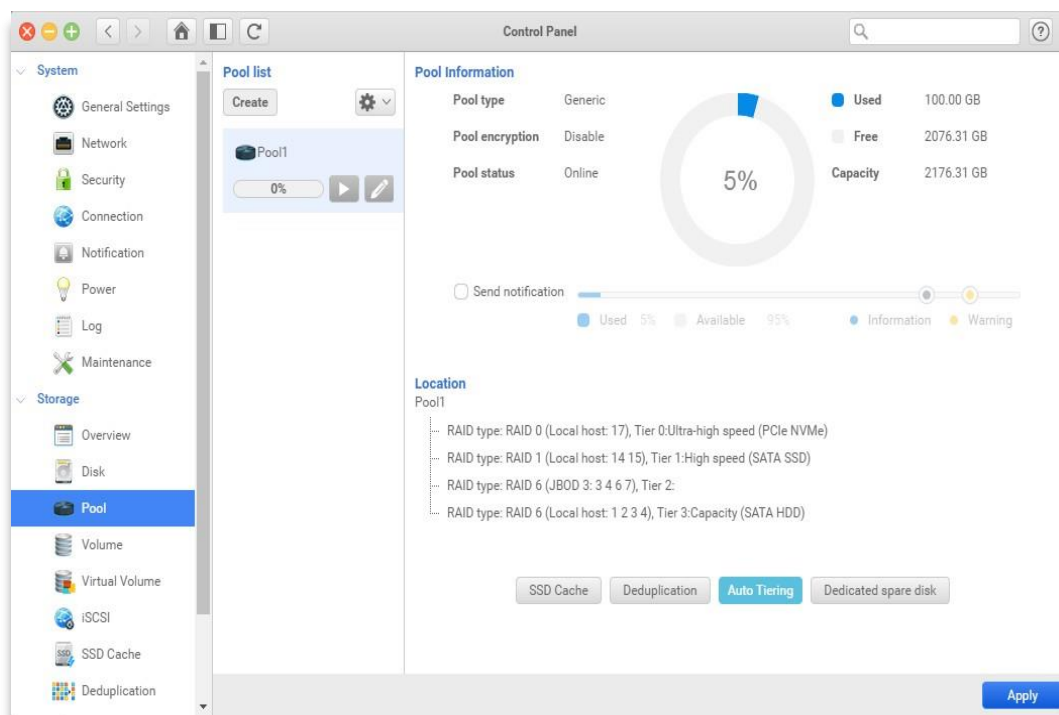 Control Panel
?
System
General Settings
Network
Security
Connection
Notification
Power
Log
Maintenance
Storage
Overview
Disk
Pool
Volume
Virtual Volume
iSCSI
SSD Cache
Deduplication
Pool list
Create
Pool1
0%
Pool Information
Pool type Generic
Pool encryption Disable
Pool status Online
5%
Used 100.00 GB
Free 2076.31 GB
Capacity 2176.31 GB
Send notification
Used 5% Available 95% Information Warning
Location
Pool1
RAID type: RAID 0 (Local host: 17), Tier 0:Ultra-high speed (PCIe NVMe)
RAID type: RAID 1 (Local host: 14 15), Tier 1:High speed (SATA SSD)
RAID type: RAID 6 (JBOD 3: 3 4 6 7), Tier 2:
RAID type: RAID 6 (Local host: 1 2 3 4), Tier 3:Capacity (SATA HDD)
SSD Cache Deduplication Auto Tiering Dedicated spare disk
Apply